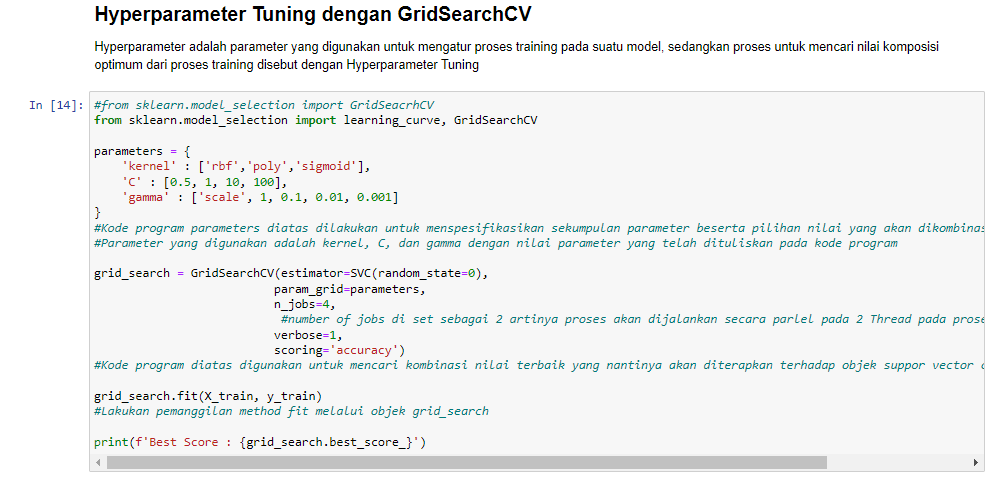 Hyperparameter Tuning dengan GridSearchCV
Hyperparameter adalah parameter yang digunakan untuk mengatur proses training pada suatu model, sedangkan proses untuk mencari nilai komposisi
optimum dari proses training disebut dengan Hyperparameter Tuning
In [14]: #from sklearn.model_selection import GridSeacrhCV
from sklearn.model_selection import learning_curve, GridSearchCV
parameters = {
'kernel' : ['rbf','poly','sigmoid'],
'C' : [0.5, 1, 10, 100],
'gamma' : ['scale', 1, 0.1, 0.01, 0.001]
}
#Kode program parameters diatas dilakukan untuk menspesifikasikan sekumpulan parameter beserta pilihan nilai yang akan dikombinas
#Parameter yang digunakan adalah kernel, C, dan gamma dengan nilai parameter yang telah dituliskan pada kode program
grid_search = GridSearchCV(estimator=SVC(random_state=0),
param_grid=parameters,
n_jobs=4,
#number of jobs di set sebagai 2 artinya proses akan dijalankan secara parlel pada 2 Thread pada prose
verbose=1,
scoring='accuracy')
#Kode program diatas digunakan untuk mencari kombinasi nilai terbaik yang nantinya akan diterapkan terhadap objek suppor vector
grid_search.fit(X_train, y_train)
#Lakukan pemanggilan method fit melalui objek grid_search
print(f'Best Score : {grid_search.best_score_}')